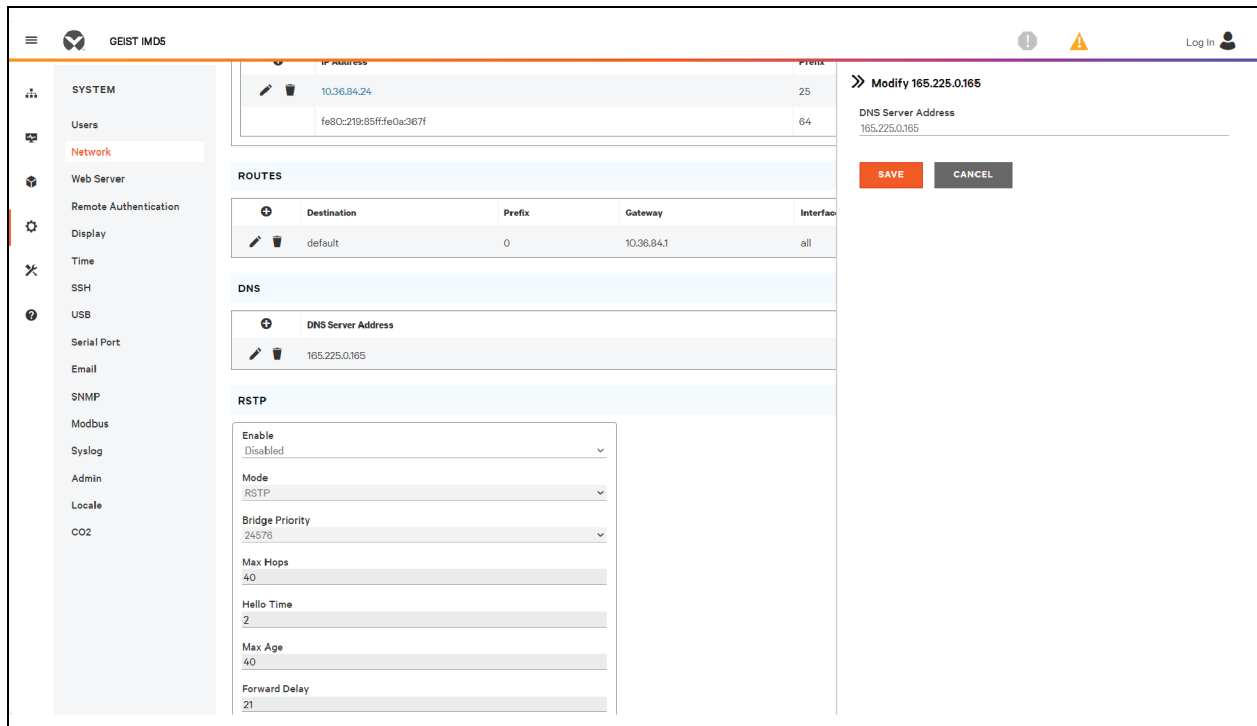 GEIST IMD5
Log In
SYSTEM
Users
Network
Web Server
Remote Authentication
Display
Time
SSH
USB
Serial Port
Email
SNMP
Modbus
Syslog
Admin
Locale
CO2
IP Address Prefix
10.36.84.24 25
fe80::219:85ff:fe0a:367f 64
ROUTES
Destination Prefix Gateway Interface
default 0 10.36.84.1 all
DNS
DNS Server Address
165.225.0.165
RSTP
Enable
Disabled
Mode
RSTP
Bridge Priority
24576
Max Hops
40
Hello Time
2
Max Age
40
Forward Delay
21
Modify 165.225.0.165
DNS Server Address
165.225.0.165
SAVE CANCEL